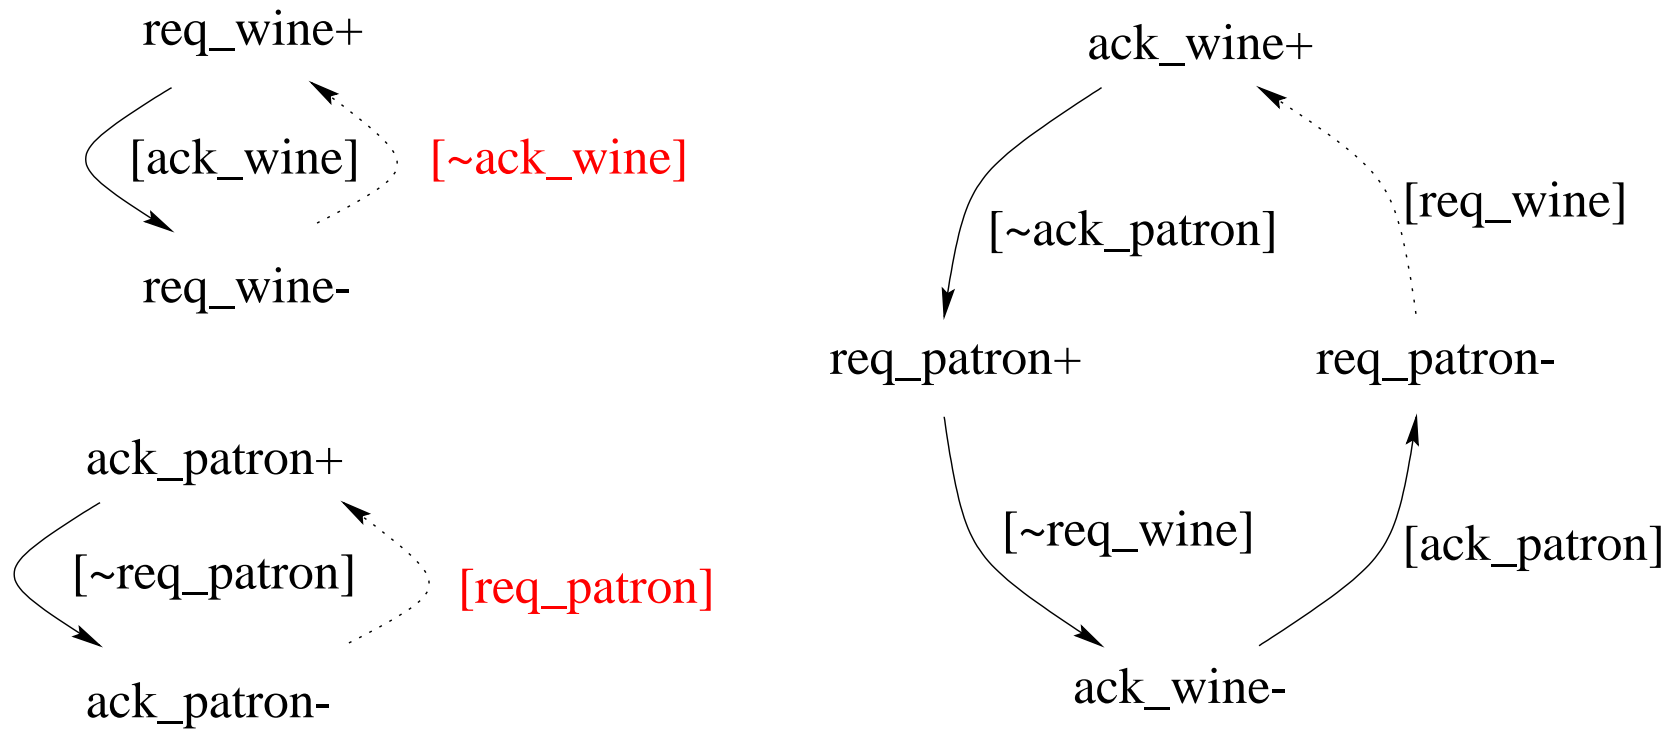 req_wine+
[ack_wine]
[~ack_wine]
req_wine-
ack_patron+
[~req_patron]
[req_patron]
ack_patron-
ack_wine+
[~ack_patron]
[req_wine]
req_patron+
req_patron-
[~req_wine]
[ack_patron]
ack_wine-